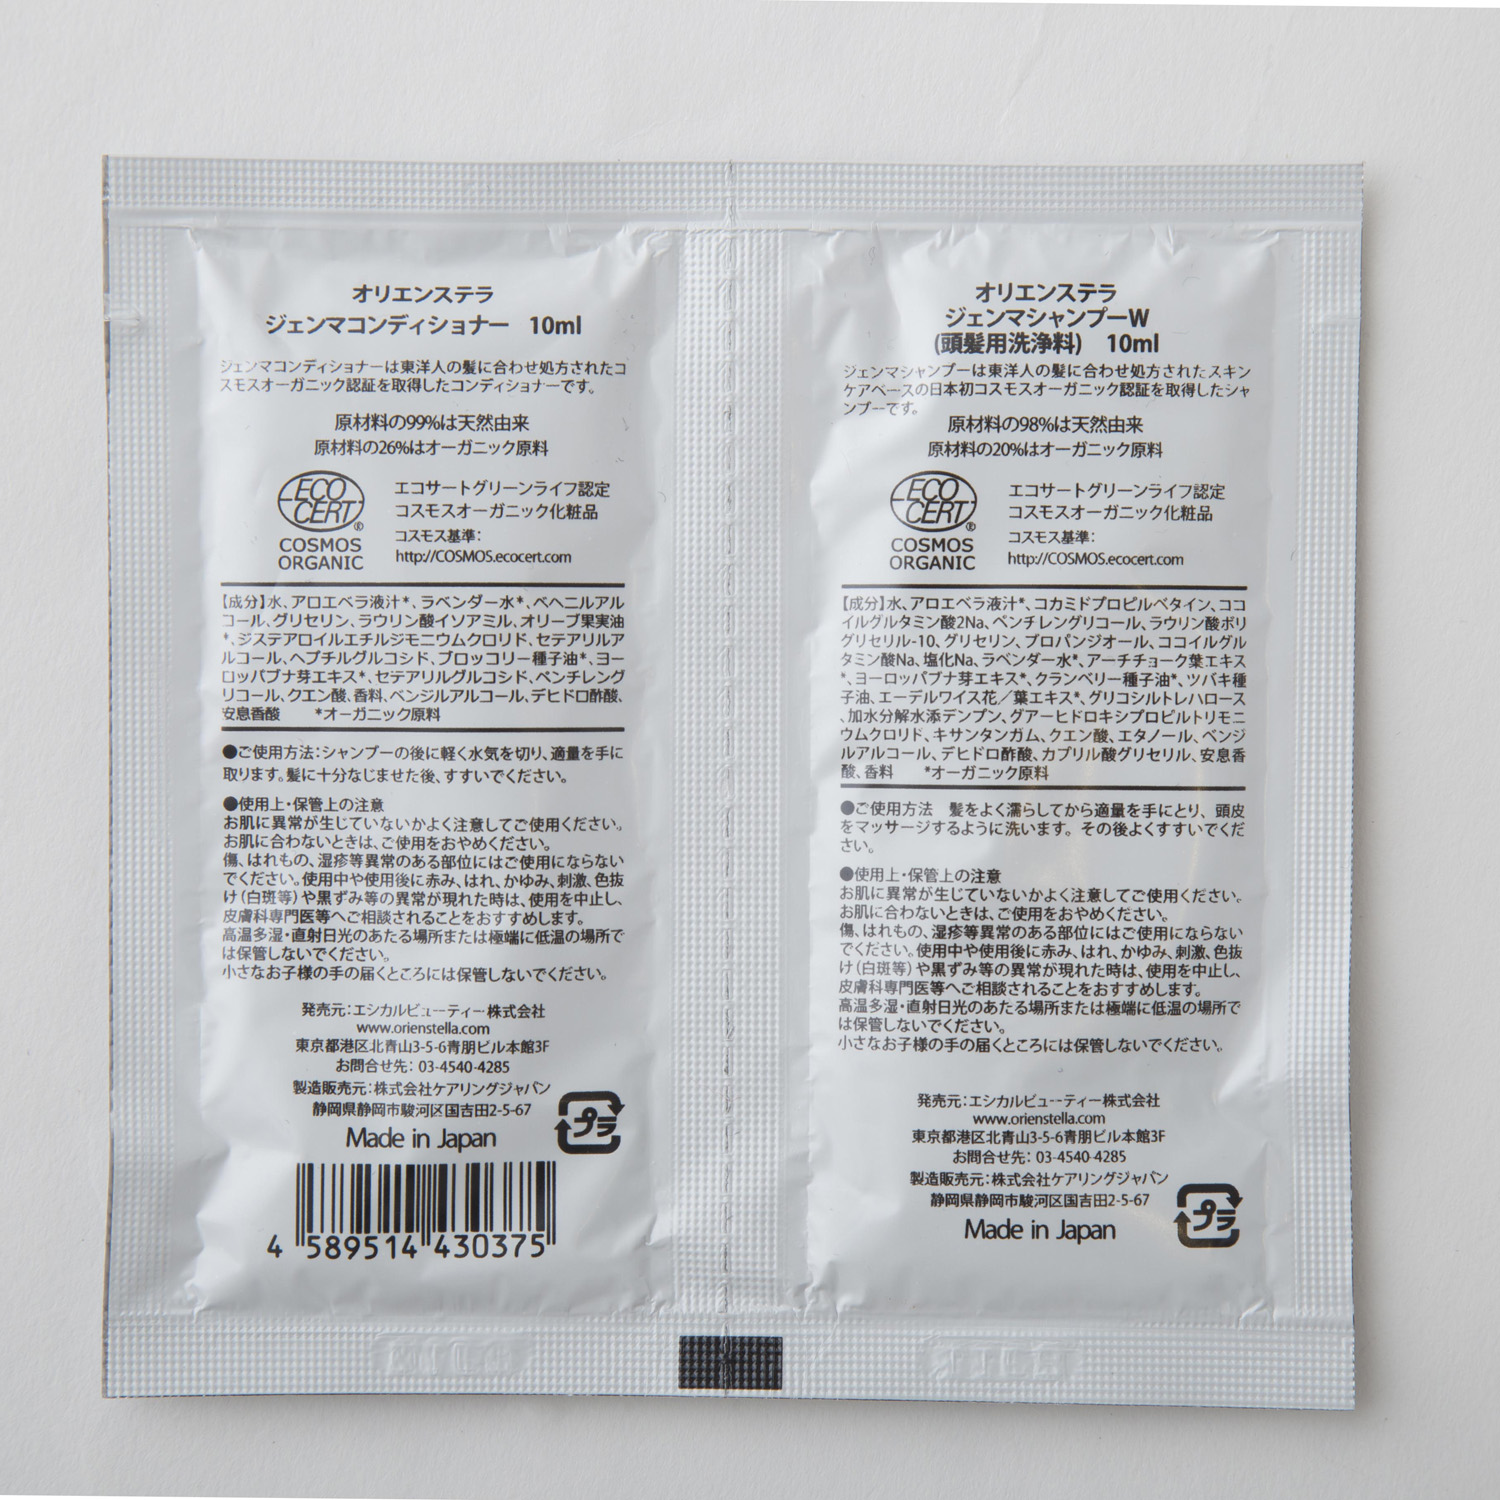 オリエンステラ
ジェンマコンディショナー 10ml
ジェンマコンディショナーは東洋人の髪に合わせ処方されたコ
スモスオーガニック認証を取得したコンディショナーです。
原材料の99%は天然由来
原材料の26%はオーガニック原料
ECO
CERT®
COSMOS
ORGANIC
エコサートグリーンライフ認定
コスモスオーガニック化粧品
コスモス基準:
http://COSMOS.ecocert.com
【成分】水、アロエベラ液汁*、ラベンダー水*、ベヘニルアル
コール、グリセリン、ラウリン酸イソアミル、オリーブ果実油
*、ジステアロイルエチルジモニウムクロリド、セテアリルア
ルコール、ヘプチルグルコシド、ブロッコリー種子油*、ヨー
ロッパブナ芽エキス*、セテアリルグルコシド、ペンチレング
リコール、クエン酸、香料、ベンジルアルコール、デヒドロ酢酸、
安息香酸 *オーガニック原料
●ご使用方法:シャンプーの後に軽く水気を切り、適量を手に
取ります。髪に十分なじませた後、すすいでください。
●使用上・保管上の注意
お肌に異常が生じていないかよく注意してご使用ください。
お肌に合わないときは、ご使用をおやめください。
傷、はれもの、湿疹等異常のある部位にはご使用にならない
でください。使用中や使用後に赤み、はれ、かゆみ、刺激、色抜
け(白斑等)や黒ずみ等の異常が現れた時は、使用を中止し、
皮膚科専門医等へご相談されることをおすすめします。
高温多湿・直射日光のあたる場所または極端に低温の場所で
は保管しないでください。
小さなお子様の手の届くところには保管しないでください。
発売元:エシカルビューティー株式会社
www.orienstella.com
東京都港区北青山3-5-6青朋ビル本館3F
お問合せ先: 03-4540-4285
製造販売元:株式会社ケアリングジャパン
静岡県静岡市駿河区国吉田2-5-67
Made in Japan
プラ
4 589514 430375
オリエンステラ
ジェンマシャンプーW
(頭髪用洗浄料) 10ml
ジェンマシャンプーは東洋人の髪に合わせ処方されたスキン
ケアベースの日本初コスモスオーガニック認証を取得したシャ
ンプーです。
原材料の98%は天然由来
原材料の20%はオーガニック原料
ECO
CERT®
COSMOS
ORGANIC
エコサートグリーンライフ認定
コスモスオーガニック化粧品
コスモス基準:
http://COSMOS.ecocert.com
【成分】水、アロエベラ液汁*、コカミドプロピルベタイン、ココ
イルグルタミン酸2Na、ペンチレングリコール、ラウリン酸ポリ
グリセリル-10、グリセリン、プロパンジオール、ココイルグル
タミン酸Na、塩化Na、ラベンダー水*、アーチチョーク葉エキス
*、ヨーロッパブナ芽エキス*、クランベリー種子油*、ツバキ種
子油、エーデルワイス花／葉エキス*、グリコシルトレハロース
、加水分解水添デンプン、グアーヒドロキシプロピルトリモニ
ウムクロリド、キサンタンガム、クエン酸、エタノール、ベンジ
ルアルコール、デヒドロ酢酸、カプリル酸グリセリル、安息香
酸、香料 *オーガニック原料
●ご使用方法 髪をよく濡らしてから適量を手にとり、頭皮
をマッサージするように洗います。その後よくすすいでくだ
さい。
●使用上・保管上の注意
お肌に異常が生じていないかよく注意してご使用ください。
お肌に合わないときは、ご使用をおやめください。
傷、はれもの、湿疹等異常のある部位にはご使用にならない
でください。使用中や使用後に赤み、はれ、かゆみ、刺激、色抜
け(白斑等)や黒ずみ等の異常が現れた時は、使用を中止し、
皮膚科専門医等へご相談されることをおすすめします。
高温多湿・直射日光のあたる場所または極端に低温の場所で
は保管しないでください。
小さなお子様の手の届くところには保管しないでください。
発売元:エシカルビューティー株式会社
www.orienstella.com
東京都港区北青山3-5-6青朋ビル本館3F
お問合せ先: 03-4540-4285
製造販売元:株式会社ケアリングジャパン
静岡県静岡市駿河区国吉田2-5-67
Made in Japan
プラ